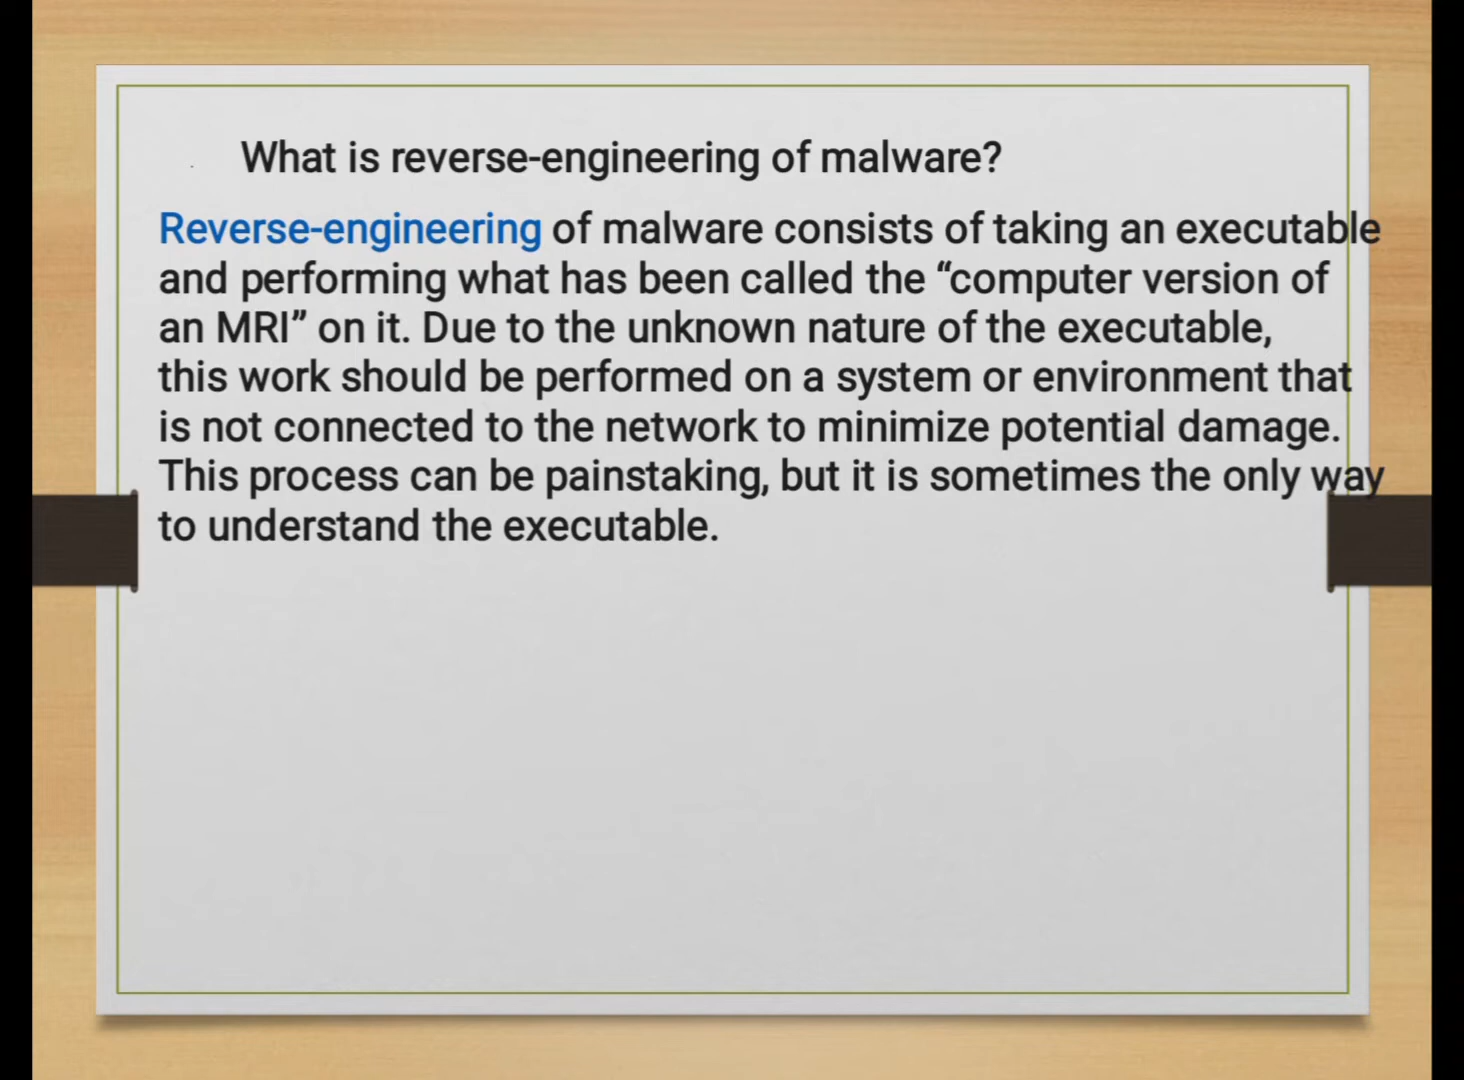 What is reverse-engineering of malware?
Reverse-engineering of malware consists of taking an executable
and performing what has been called the “computer version of
an MRI” on it. Due to the unknown nature of the executable,
this work should be performed on a system or environment that
is not connected to the network to minimize potential damage.
This process can be painstaking, but it is sometimes the only way
to understand the executable.